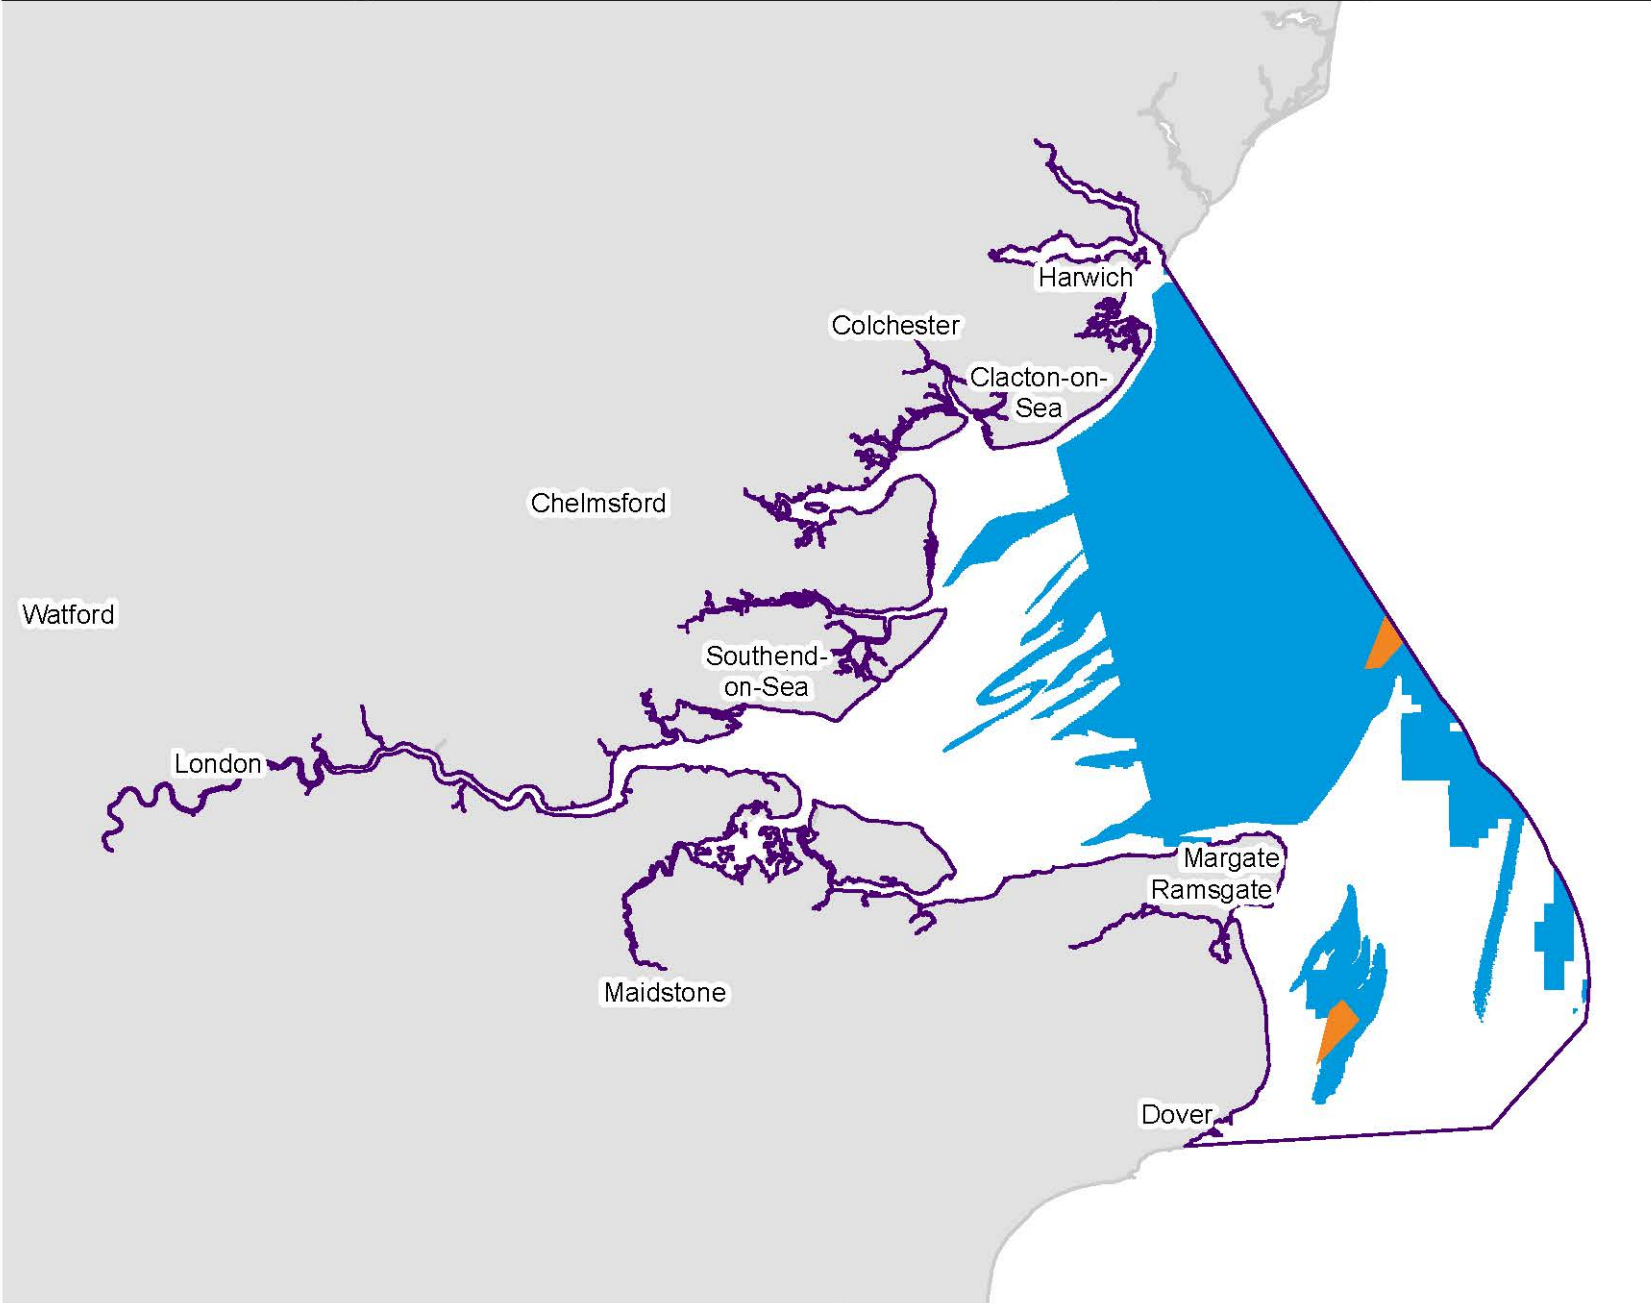 Harwich
Colchester
Clacton-on-
Sea
Chelmsford
Watford
Southend-
on-Sea
London
Margate
Ramsgate
Maidstone
Dover